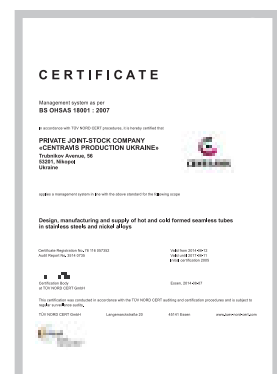 CERTIFICATE
Management system as per
BS OHSAS 18001 : 2007
In accordance with TÜV NORD CERT procedures, it is hereby certified that
PRIVATE JOINT-STOCK COMPANY
«CENTRAVIS PRODUCTION UKRAINE»
Trubnikov Avenue, 56
53201, Nikopol
Ukraine
CENTRAVIS
applies a management system in line with the above standard for the following scope
Design, manufacturing and supply of hot and cold formed seamless tubes
in stainless steels and nickel alloys
Certificate Registration No.
Audit Report No.
Valid from
Valid until
Initial certification
Certification Body
at TÜV NORD CERT GmbH
Essen,
This certification was conducted in accordance with the TÜV NORD CERT auditing and certification procedures and is subject to
regular surveillance audits.
TÜV NORD CERT GmbH Langemarckstraße 20 45141 Essen www.tuev-nord-cert.com